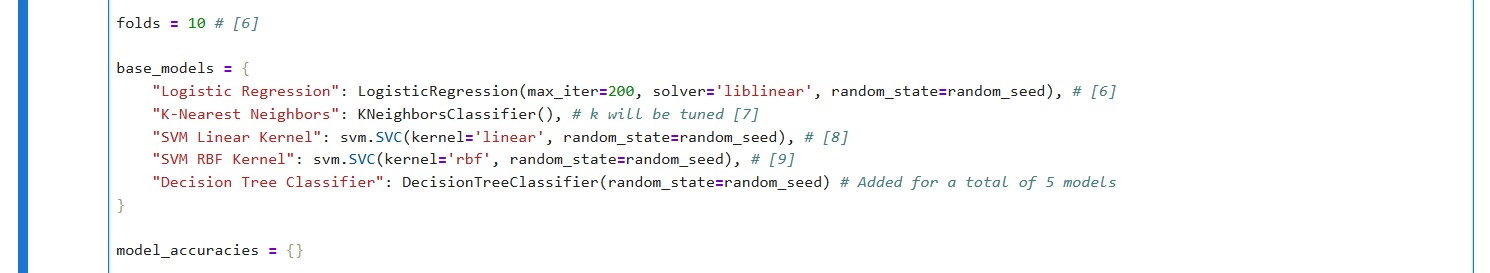 folds = 10 # [6]
base_models = {
    "Logistic Regression": LogisticRegression(max_iter=200, solver='liblinear', random_state=random_seed), # [6]
    "K-Nearest Neighbors": KNeighborsClassifier(), # k will be tuned [7]
    "SVM Linear Kernel": svm.SVC(kernel='linear', random_state=random_seed), # [8]
    "SVM RBF Kernel": svm.SVC(kernel='rbf', random_state=random_seed), # [9]
    "Decision Tree Classifier": DecisionTreeClassifier(random_state=random_seed) # Added for a total of 5 models
}
model_accuracies = {}